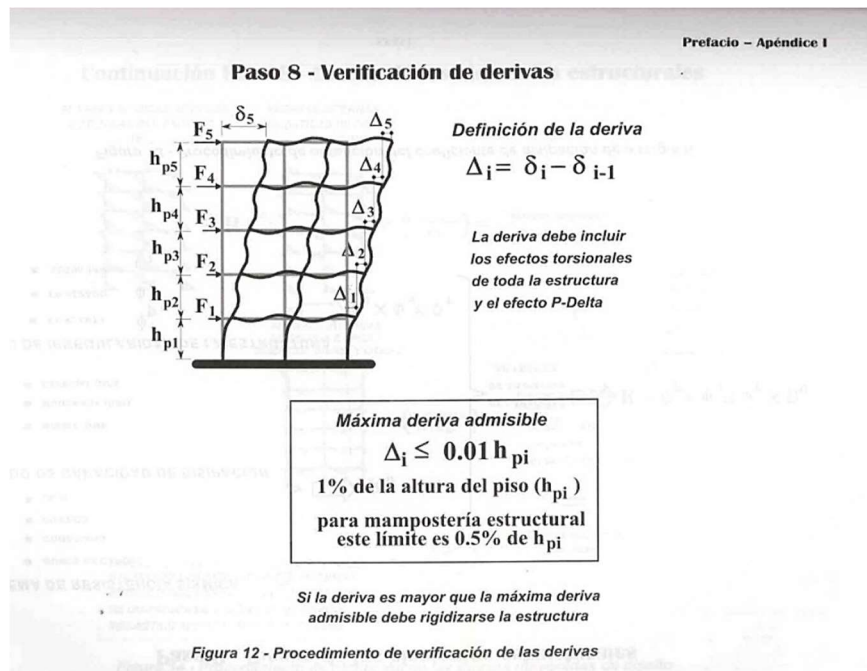 Prefacio – Apéndice I
Paso 8 - Verificación de derivas
δ5
Δ5
F5
hp5
Δ4
F4
hp4
Δ3
F3
hp3
Δ2
F2
hp2
Δ1
F1
hp1
Definición de la deriva
Δi = δi – δi-1
La deriva debe incluir
los efectos torsionales
de toda la estructura
y el efecto P-Delta
Máxima deriva admisible
Δi ≤ 0.01 hpi
1% de la altura del piso (hpi )
para mampostería estructural
este límite es 0.5% de hpi
Si la deriva es mayor que la máxima deriva
admisible debe rigidizarse la estructura
Figura 12 - Procedimiento de verificación de las derivas